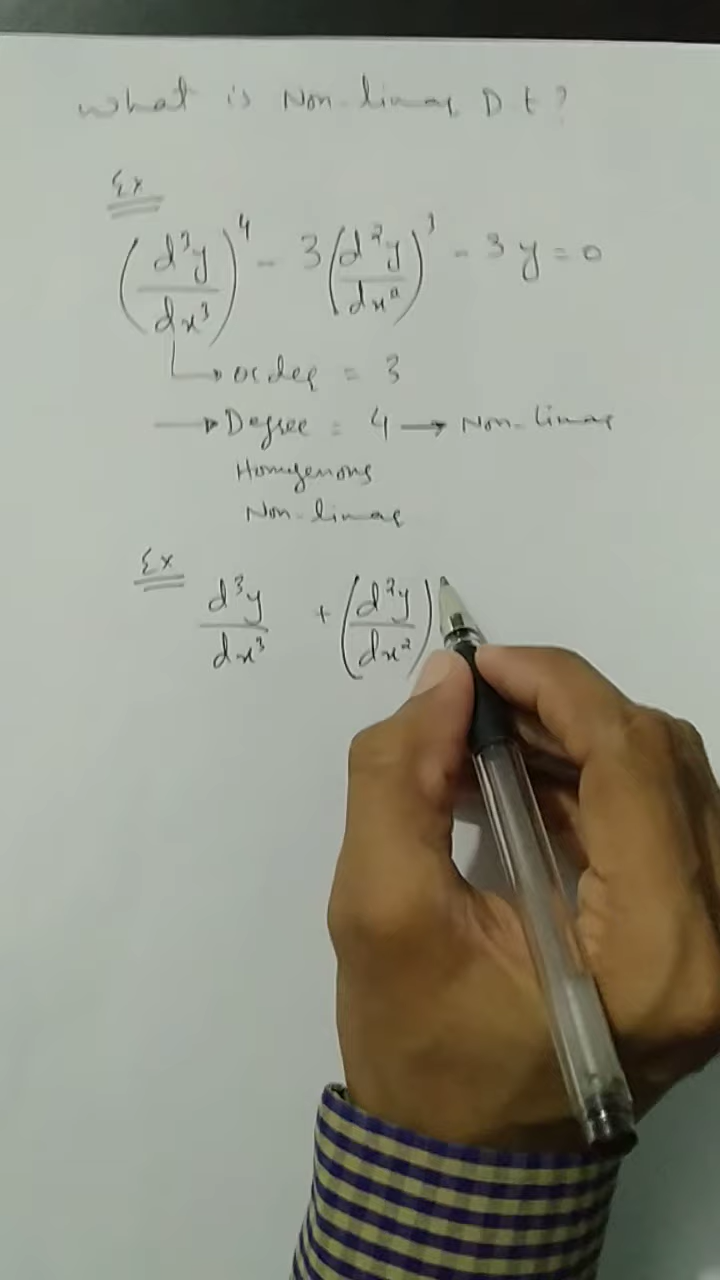 What is Non-linear D.E?
Ex
(d³y/dx³)⁴ - 3(d²y/dx²)³ - 3y = 0
order = 3
Degree = 4 → Non-linear
Homogenous
Non-linear
Ex
d³y/dx³ + (d²y/dx²)